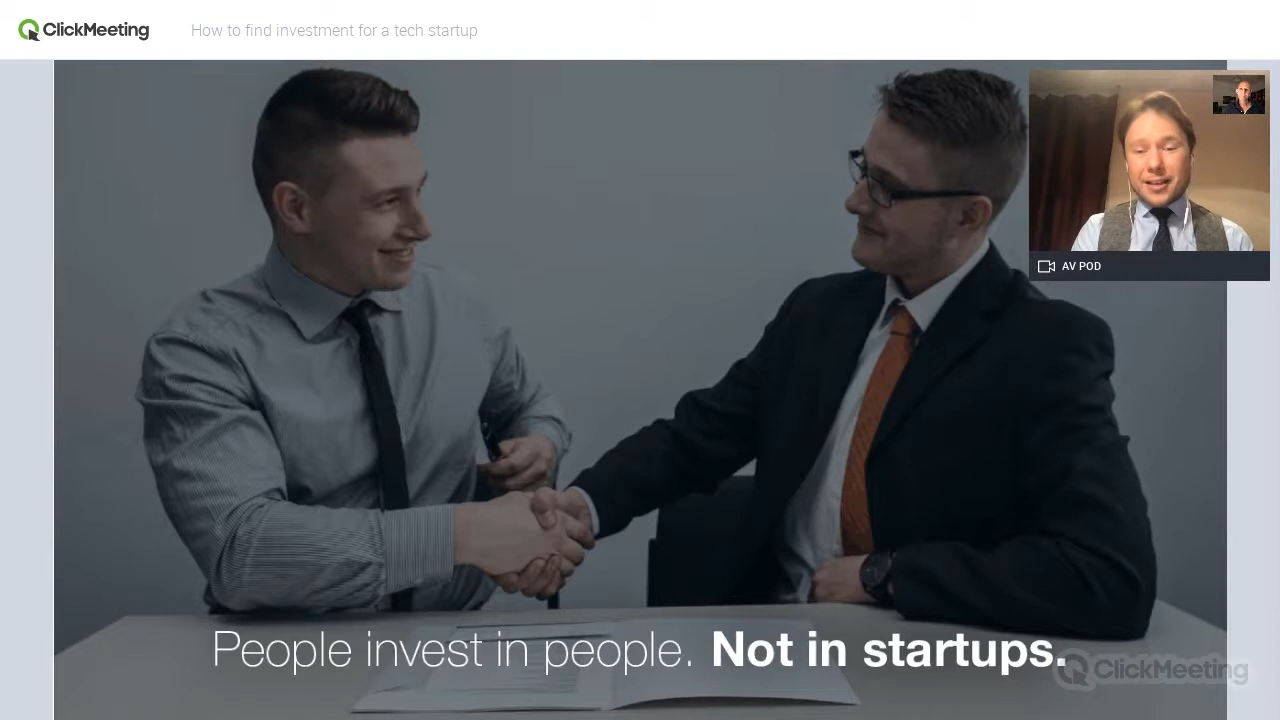 ClickMeeting
How to find investment for a tech startup
AV POD
People invest in people. Not in startups.
ClickMeeting